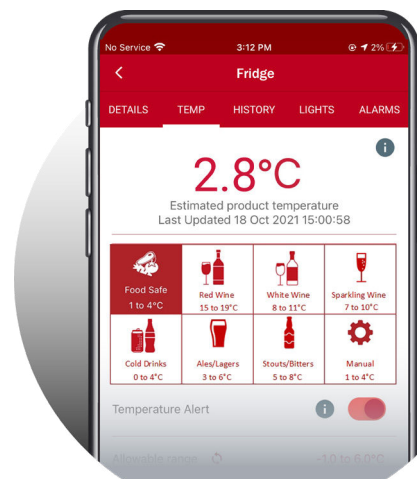 No Service 3:12 PM 2%
Fridge
DETAILS TEMP HISTORY LIGHTS ALARMS
2.8°C
Estimated product temperature
Last Updated 18 Oct 2021 15:00:58
Food Safe
1 to 4°C
Red Wine
15 to 19°C
White Wine
8 to 11°C
Sparkling Wine
7 to 10°C
Cold Drinks
0 to 4°C
Ales/Lagers
3 to 6°C
Stouts/Bitters
5 to 8°C
Manual
1 to 4°C
Temperature Alert
Allowable range -1.0 to 6.0°C